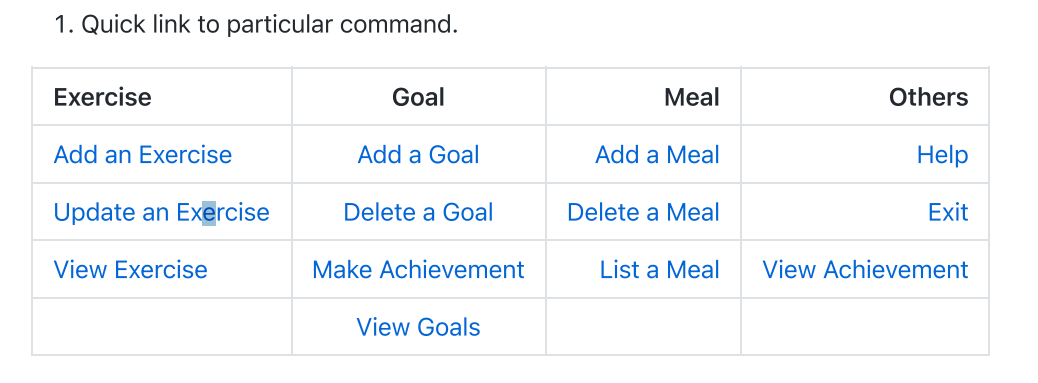 1. Quick link to particular command.
Exercise Goal Meal Others
Add an Exercise Add a Goal Add a Meal Help
Update an Exercise Delete a Goal Delete a Meal Exit
View Exercise Make Achievement List a Meal View Achievement
View Goals